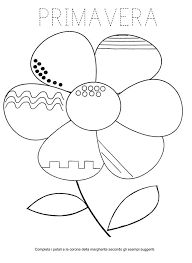 PRIMAVERA
Completa i petali e la corona della margherita secondo gli esempi suggeriti